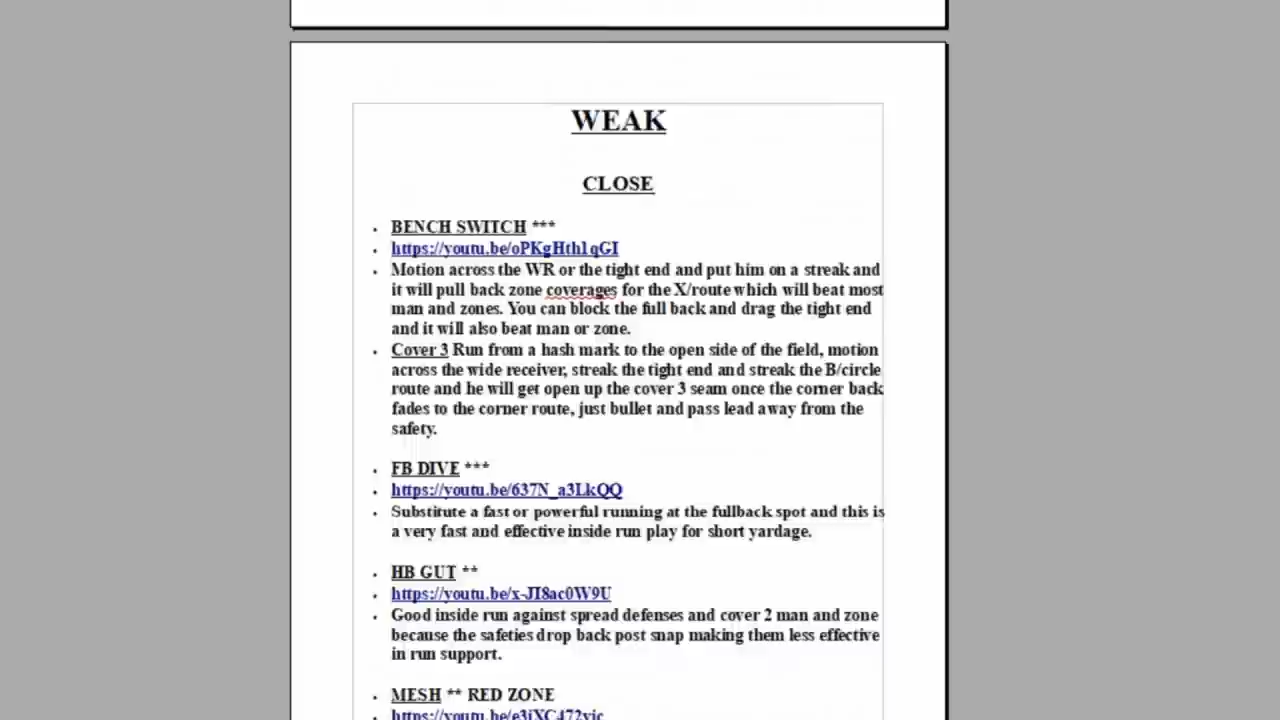 WEAK
CLOSE
BENCH SWITCH ***
https://youtu.be/oPKgHth1qGI
Motion across the WR or the tight end and put him on a streak and
it will pull back zone coverages for the X/route which will beat most
man and zones. You can block the full back and drag the tight end
and it will also beat man or zone.
Cover 3 Run from a hash mark to the open side of the field, motion
across the wide receiver, streak the tight end and streak the B/circle
route and he will get open up the cover 3 seam once the corner back
fades to the corner route, just bullet and pass lead away from the
safety.
FB DIVE ***
https://youtu.be/637N_a3LkQQ
Substitute a fast or powerful running at the fullback spot and this is
a very fast and effective inside run play for short yardage.
HB GUT **
https://youtu.be/x-JI8ac0W9U
Good inside run against spread defenses and cover 2 man and zone
because the safeties drop back post snap making them less effective
in run support.
MESH ** RED ZONE